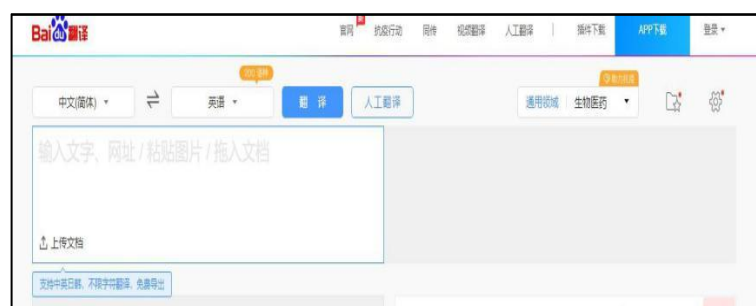 Bai du 翻译
官网 抗疫行动 同传 视频翻译 人工翻译 插件下载 APP下载 登录
中文(简体) 英语 翻 译 人工翻译 通用领域 生物医药
输入文字、网址 / 粘贴图片 / 拖入文档
上传文档
支持中英日韩、不限字符翻译、免费导出